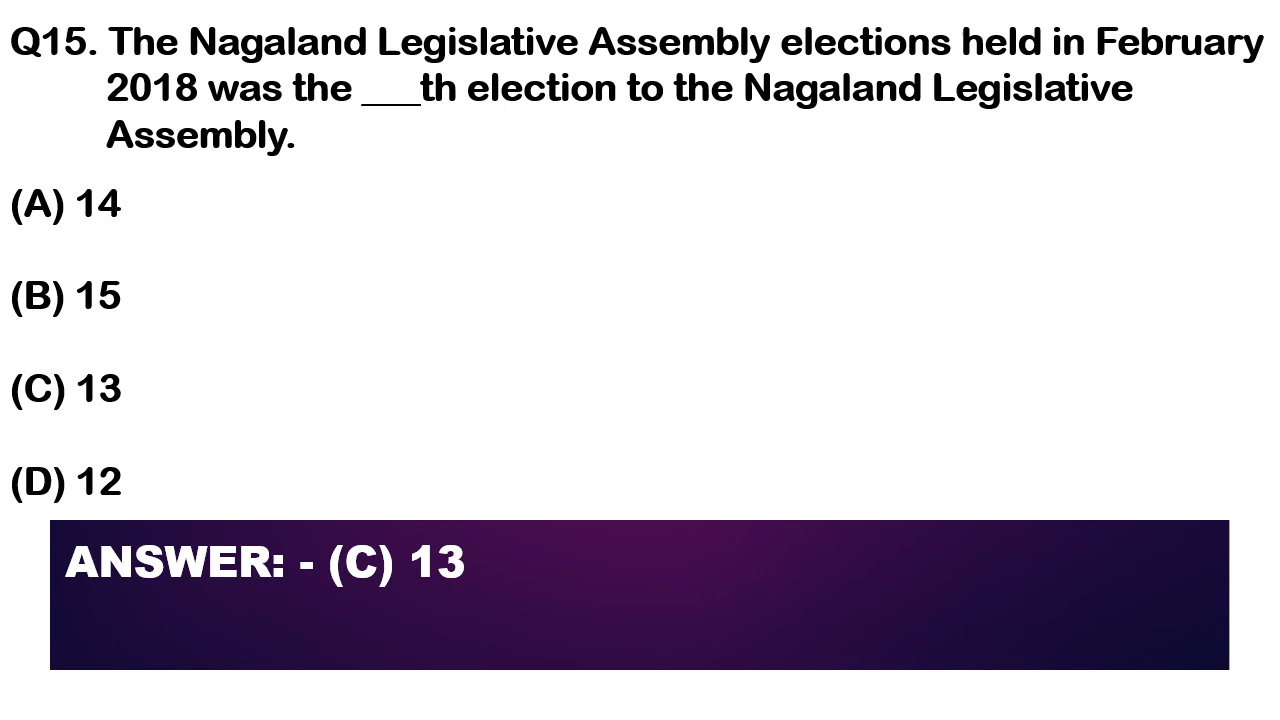 Q15. The Nagaland Legislative Assembly elections held in February
2018 was the ___th election to the Nagaland Legislative
Assembly.
(A) 14
(B) 15
(C) 13
(D) 12
ANSWER: - (C) 13